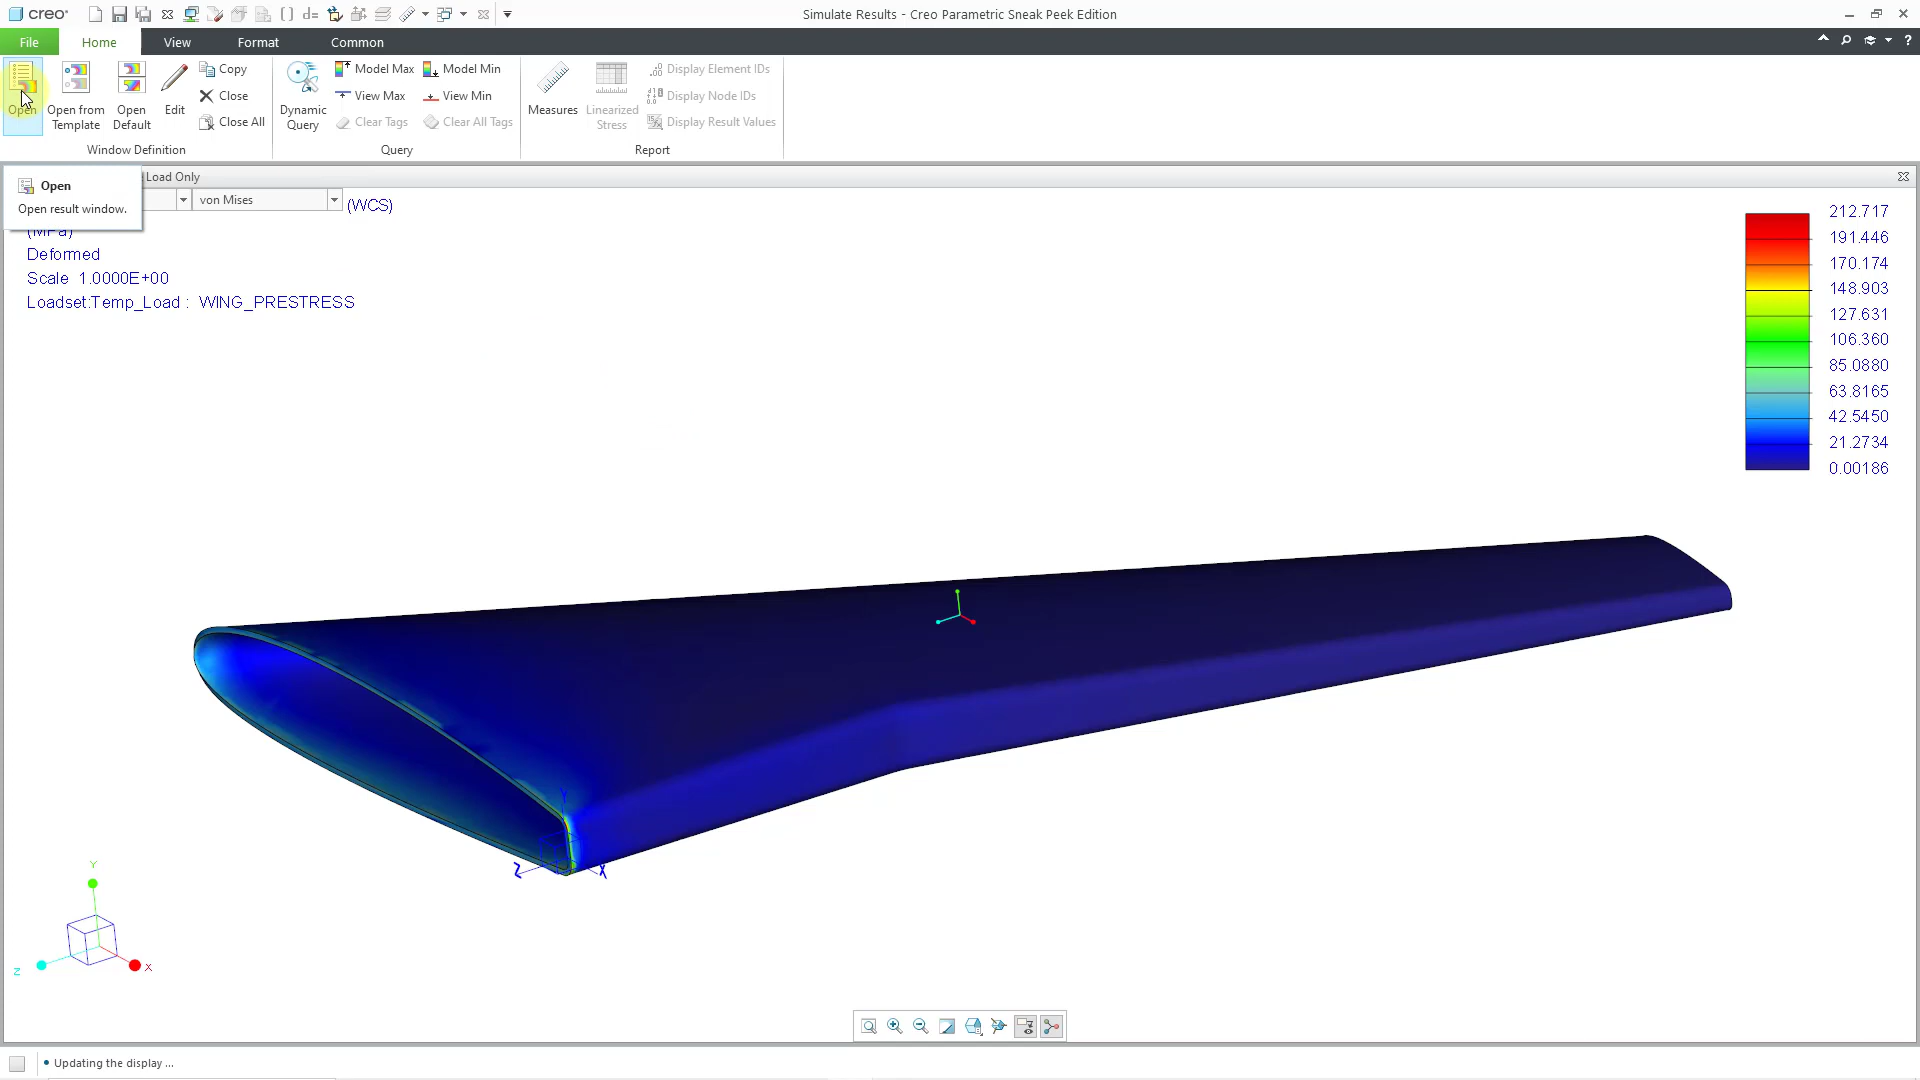 creo
Simulate Results - Creo Parametric Sneak Peek Edition
File
Home
View
Format
Common
Open
Open from Template
Open Default
Edit
Copy
Close
Close All
Window Definition
Dynamic Query
Model Max
View Max
Clear Tags
Model Min
View Min
Clear All Tags
Query
Measures
Linearized Stress
Display Element IDs
Display Node IDs
Display Result Values
Report
Open
Open result window.
Load Only
von Mises
(WCS)
(MPa)
Deformed
Scale 1.0000E+00
Loadset:Temp_Load : WING_PRESTRESS
212.717
191.446
170.174
148.903
127.631
106.360
85.0880
63.8165
42.5450
21.2734
0.00186
Y
Z
X
Y
Z
X
Updating the display ...